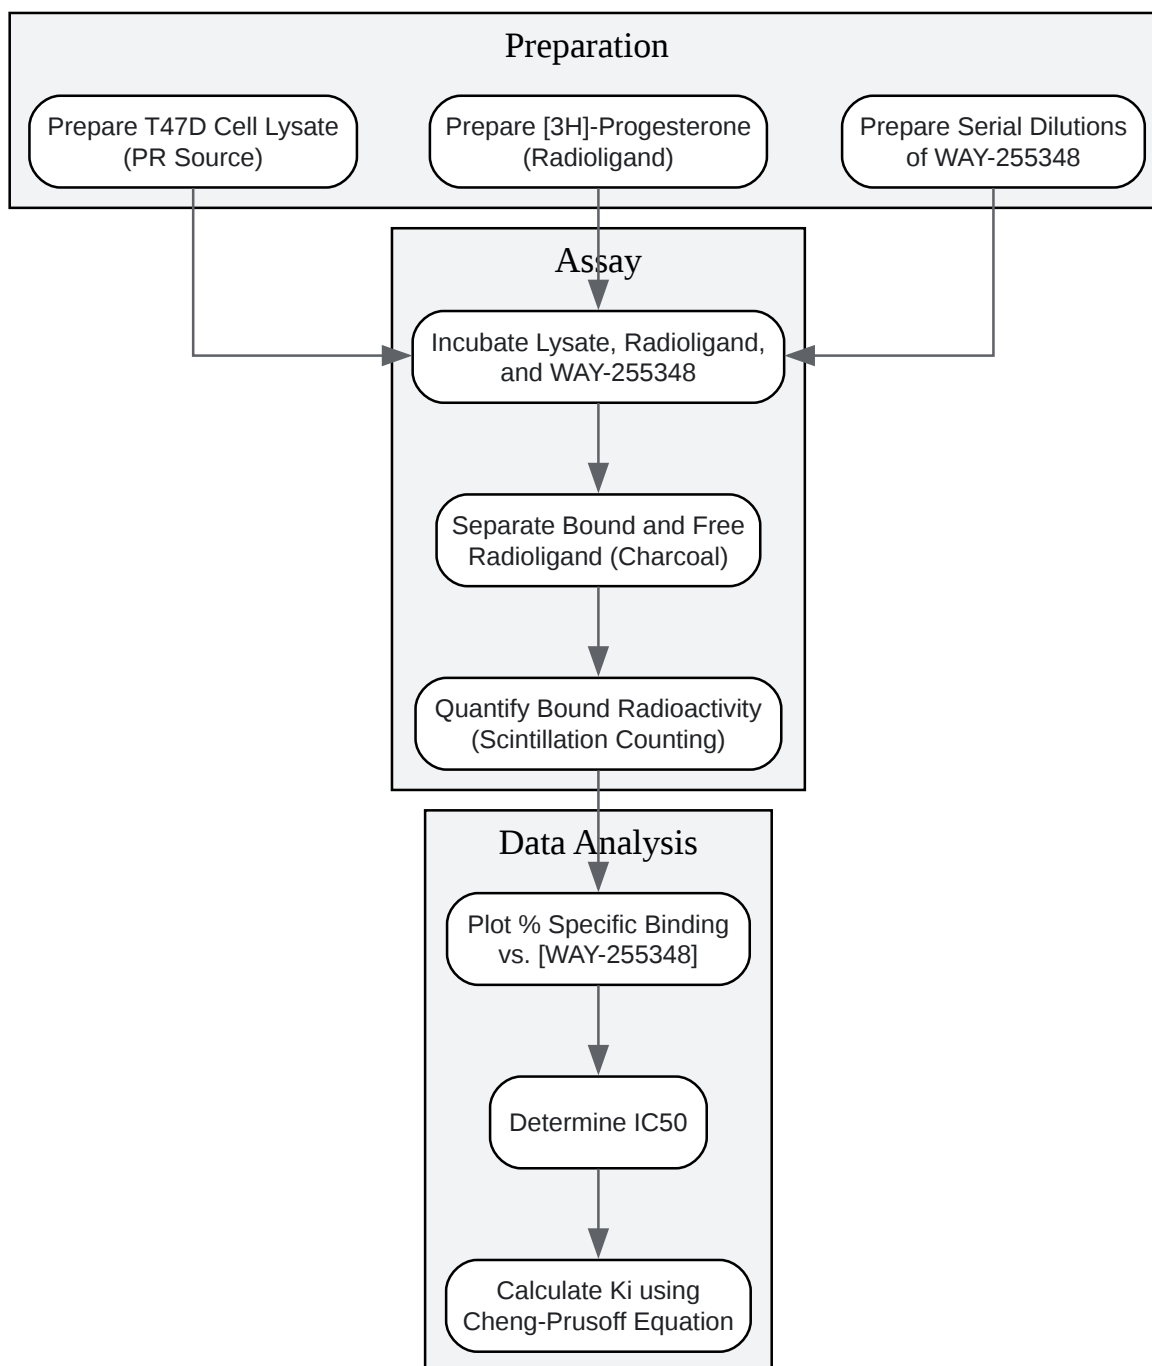 Preparation
Prepare T47D Cell Lysate
(PR Source)
Prepare [3H]-Progesterone
(Radioligand)
Prepare Serial Dilutions
of WAY-255348
Assay
Incubate Lysate, Radioligand,
and WAY-255348
Separate Bound and Free
Radioligand (Charcoal)
Quantify Bound Radioactivity
(Scintillation Counting)
Data Analysis
Plot % Specific Binding
vs. [WAY-255348]
Determine IC50
Calculate Ki using
Cheng-Prusoff Equation